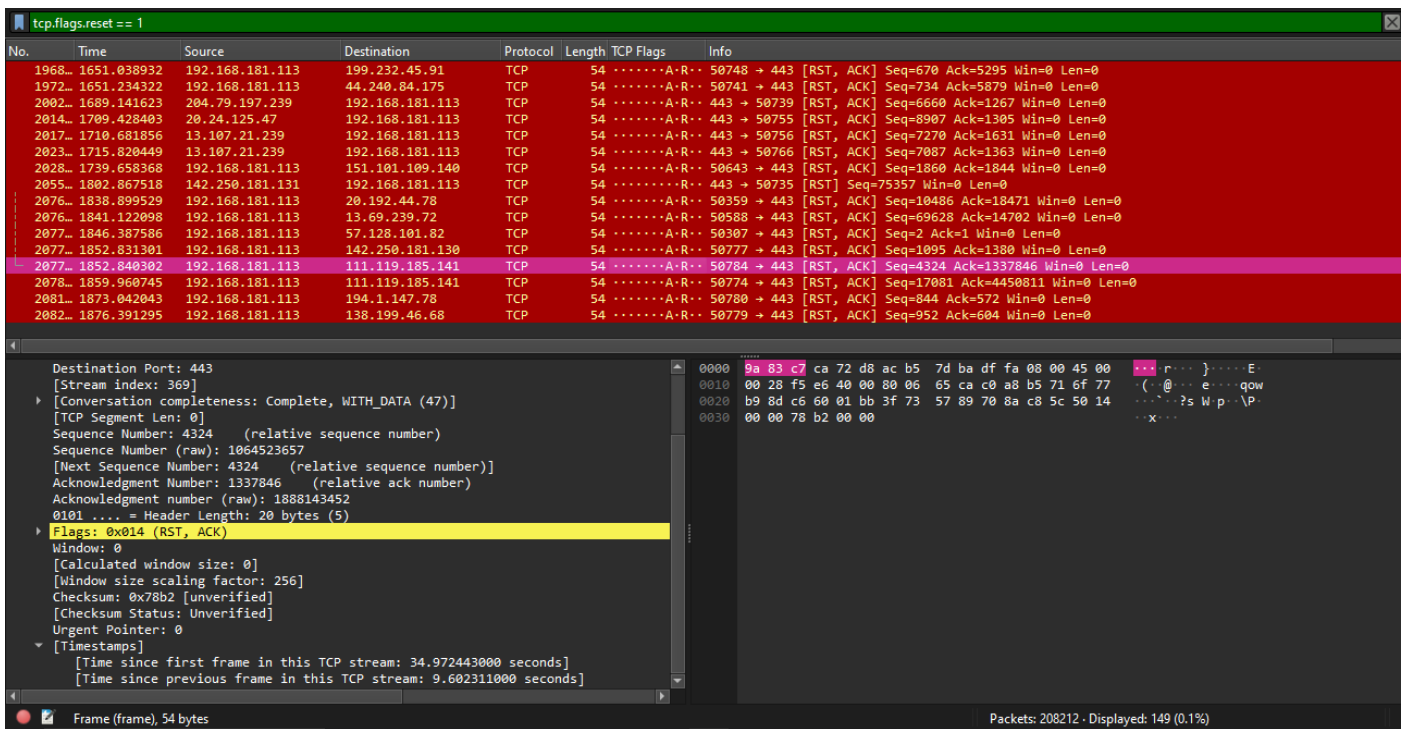 tcp.flags.reset == 1
No. Time Source Destination Protocol Length TCP Flags Info
1968… 1651.038932 192.168.181.113 199.232.45.91 TCP 54 ·······A·R·· 50748 → 443 [RST, ACK] Seq=670 Ack=5295 Win=0 Len=0
1972… 1651.234322 192.168.181.113 44.240.84.175 TCP 54 ·······A·R·· 50741 → 443 [RST, ACK] Seq=734 Ack=5879 Win=0 Len=0
2002… 1689.141623 204.79.197.239 192.168.181.113 TCP 54 ·······A·R·· 443 → 50739 [RST, ACK] Seq=6660 Ack=1267 Win=0 Len=0
2014… 1709.428403 20.24.125.47 192.168.181.113 TCP 54 ·······A·R·· 443 → 50755 [RST, ACK] Seq=8907 Ack=1305 Win=0 Len=0
2017… 1710.681856 13.107.21.239 192.168.181.113 TCP 54 ·······A·R·· 443 → 50756 [RST, ACK] Seq=7270 Ack=1631 Win=0 Len=0
2023… 1715.820449 13.107.21.239 192.168.181.113 TCP 54 ·······A·R·· 443 → 50766 [RST, ACK] Seq=7087 Ack=1363 Win=0 Len=0
2028… 1739.658368 192.168.181.113 151.101.109.140 TCP 54 ·······A·R·· 50643 → 443 [RST, ACK] Seq=1860 Ack=1844 Win=0 Len=0
2055… 1802.867518 142.250.181.131 192.168.181.113 TCP 54 ·········R·· 443 → 50735 [RST] Seq=75357 Win=0 Len=0
2076… 1838.899529 192.168.181.113 20.192.44.78 TCP 54 ·······A·R·· 50359 → 443 [RST, ACK] Seq=10486 Ack=18471 Win=0 Len=0
2076… 1841.122098 192.168.181.113 13.69.239.72 TCP 54 ·······A·R·· 50588 → 443 [RST, ACK] Seq=69628 Ack=14702 Win=0 Len=0
2077… 1846.387586 192.168.181.113 57.128.101.82 TCP 54 ·······A·R·· 50307 → 443 [RST, ACK] Seq=2 Ack=1 Win=0 Len=0
2077… 1852.831301 192.168.181.113 142.250.181.130 TCP 54 ·······A·R·· 50777 → 443 [RST, ACK] Seq=1095 Ack=1380 Win=0 Len=0
2077… 1852.840302 192.168.181.113 111.119.185.141 TCP 54 ·······A·R·· 50784 → 443 [RST, ACK] Seq=4324 Ack=1337846 Win=0 Len=0
2078… 1859.960745 192.168.181.113 111.119.185.141 TCP 54 ·······A·R·· 50774 → 443 [RST, ACK] Seq=17081 Ack=4450811 Win=0 Len=0
2081… 1873.042043 192.168.181.113 194.1.147.78 TCP 54 ·······A·R·· 50780 → 443 [RST, ACK] Seq=844 Ack=572 Win=0 Len=0
2082… 1876.391295 192.168.181.113 138.199.46.68 TCP 54 ·······A·R·· 50779 → 443 [RST, ACK] Seq=952 Ack=604 Win=0 Len=0
Destination Port: 443
[Stream index: 369]
[Conversation completeness: Complete, WITH_DATA (47)]
[TCP Segment Len: 0]
Sequence Number: 4324 (relative sequence number)
Sequence Number (raw): 1064523657
[Next Sequence Number: 4324 (relative sequence number)]
Acknowledgment Number: 1337846 (relative ack number)
Acknowledgment number (raw): 1888143452
0101 .... = Header Length: 20 bytes (5)
Flags: 0x014 (RST, ACK)
Window: 0
[Calculated window size: 0]
[Window size scaling factor: 256]
Checksum: 0x78b2 [unverified]
[Checksum Status: Unverified]
Urgent Pointer: 0
[Timestamps]
[Time since first frame in this TCP stream: 34.972443000 seconds]
[Time since previous frame in this TCP stream: 9.602311000 seconds]
0000 9a 83 c7 ca 72 d8 ac b5 7d ba df fa 08 00 45 00 ····r··· }·····E·
0010 00 28 f5 e6 40 00 80 06 65 ca c0 a8 b5 71 6f 77 ·(··@··· e····qow
0020 b9 8d c6 60 01 bb 3f 73 57 89 70 8a c8 5c 50 14 ···`··?s W·p··\P·
0030 00 00 78 b2 00 00 ··x···
Frame (frame), 54 bytes
Packets: 208212 · Displayed: 149 (0.1%)